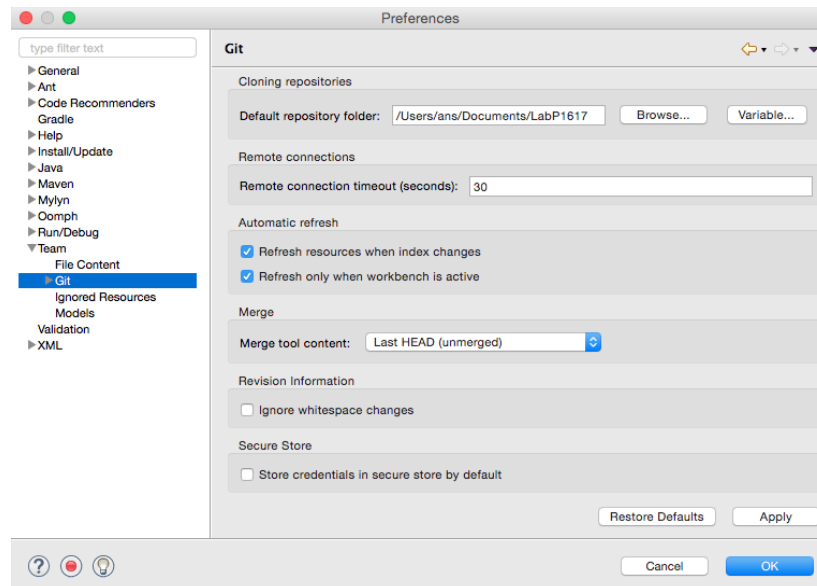 Preferences
type filter text
General
Ant
Code Recommenders
Gradle
Help
Install/Update
Java
Maven
Mylyn
Oomph
Run/Debug
Team
File Content
Git
Ignored Resources
Models
Validation
XML
Git
Cloning repositories
Default repository folder: /Users/ans/Documents/LabP1617 Browse... Variable...
Remote connections
Remote connection timeout (seconds): 30
Automatic refresh
Refresh resources when index changes
Refresh only when workbench is active
Merge
Merge tool content: Last HEAD (unmerged)
Revision Information
Ignore whitespace changes
Secure Store
Store credentials in secure store by default
Restore Defaults Apply
? Cancel OK